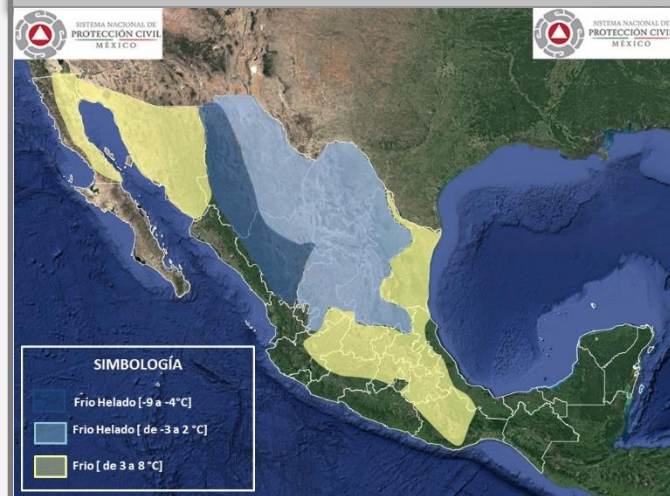 SISTEMA NACIONAL DE
PROTECCIÓN CIVIL
MÉXICO
SISTEMA NACIONAL DE
PROTECCIÓN CIVIL
MÉXICO
SIMBOLOGÍA
Frío Helado [-9 a -4°C]
Frío Helado [ de -3 a 2 °C]
Frío [ de 3 a 8 °C]